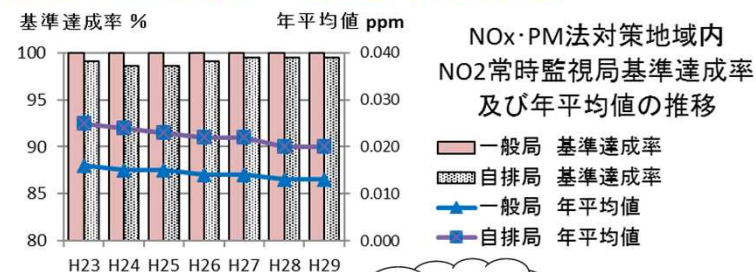 基準達成率 %
年平均値 ppm
NOx･PM法対策地域内
NO2常時監視局基準達成率
及び年平均値の推移
一般局 基準達成率
自排局 基準達成率
一般局 年平均値
自排局 年平均値
100
95
90
85
80
0.040
0.030
0.020
0.010
0.000
H23 H24 H25 H26 H27 H28 H29